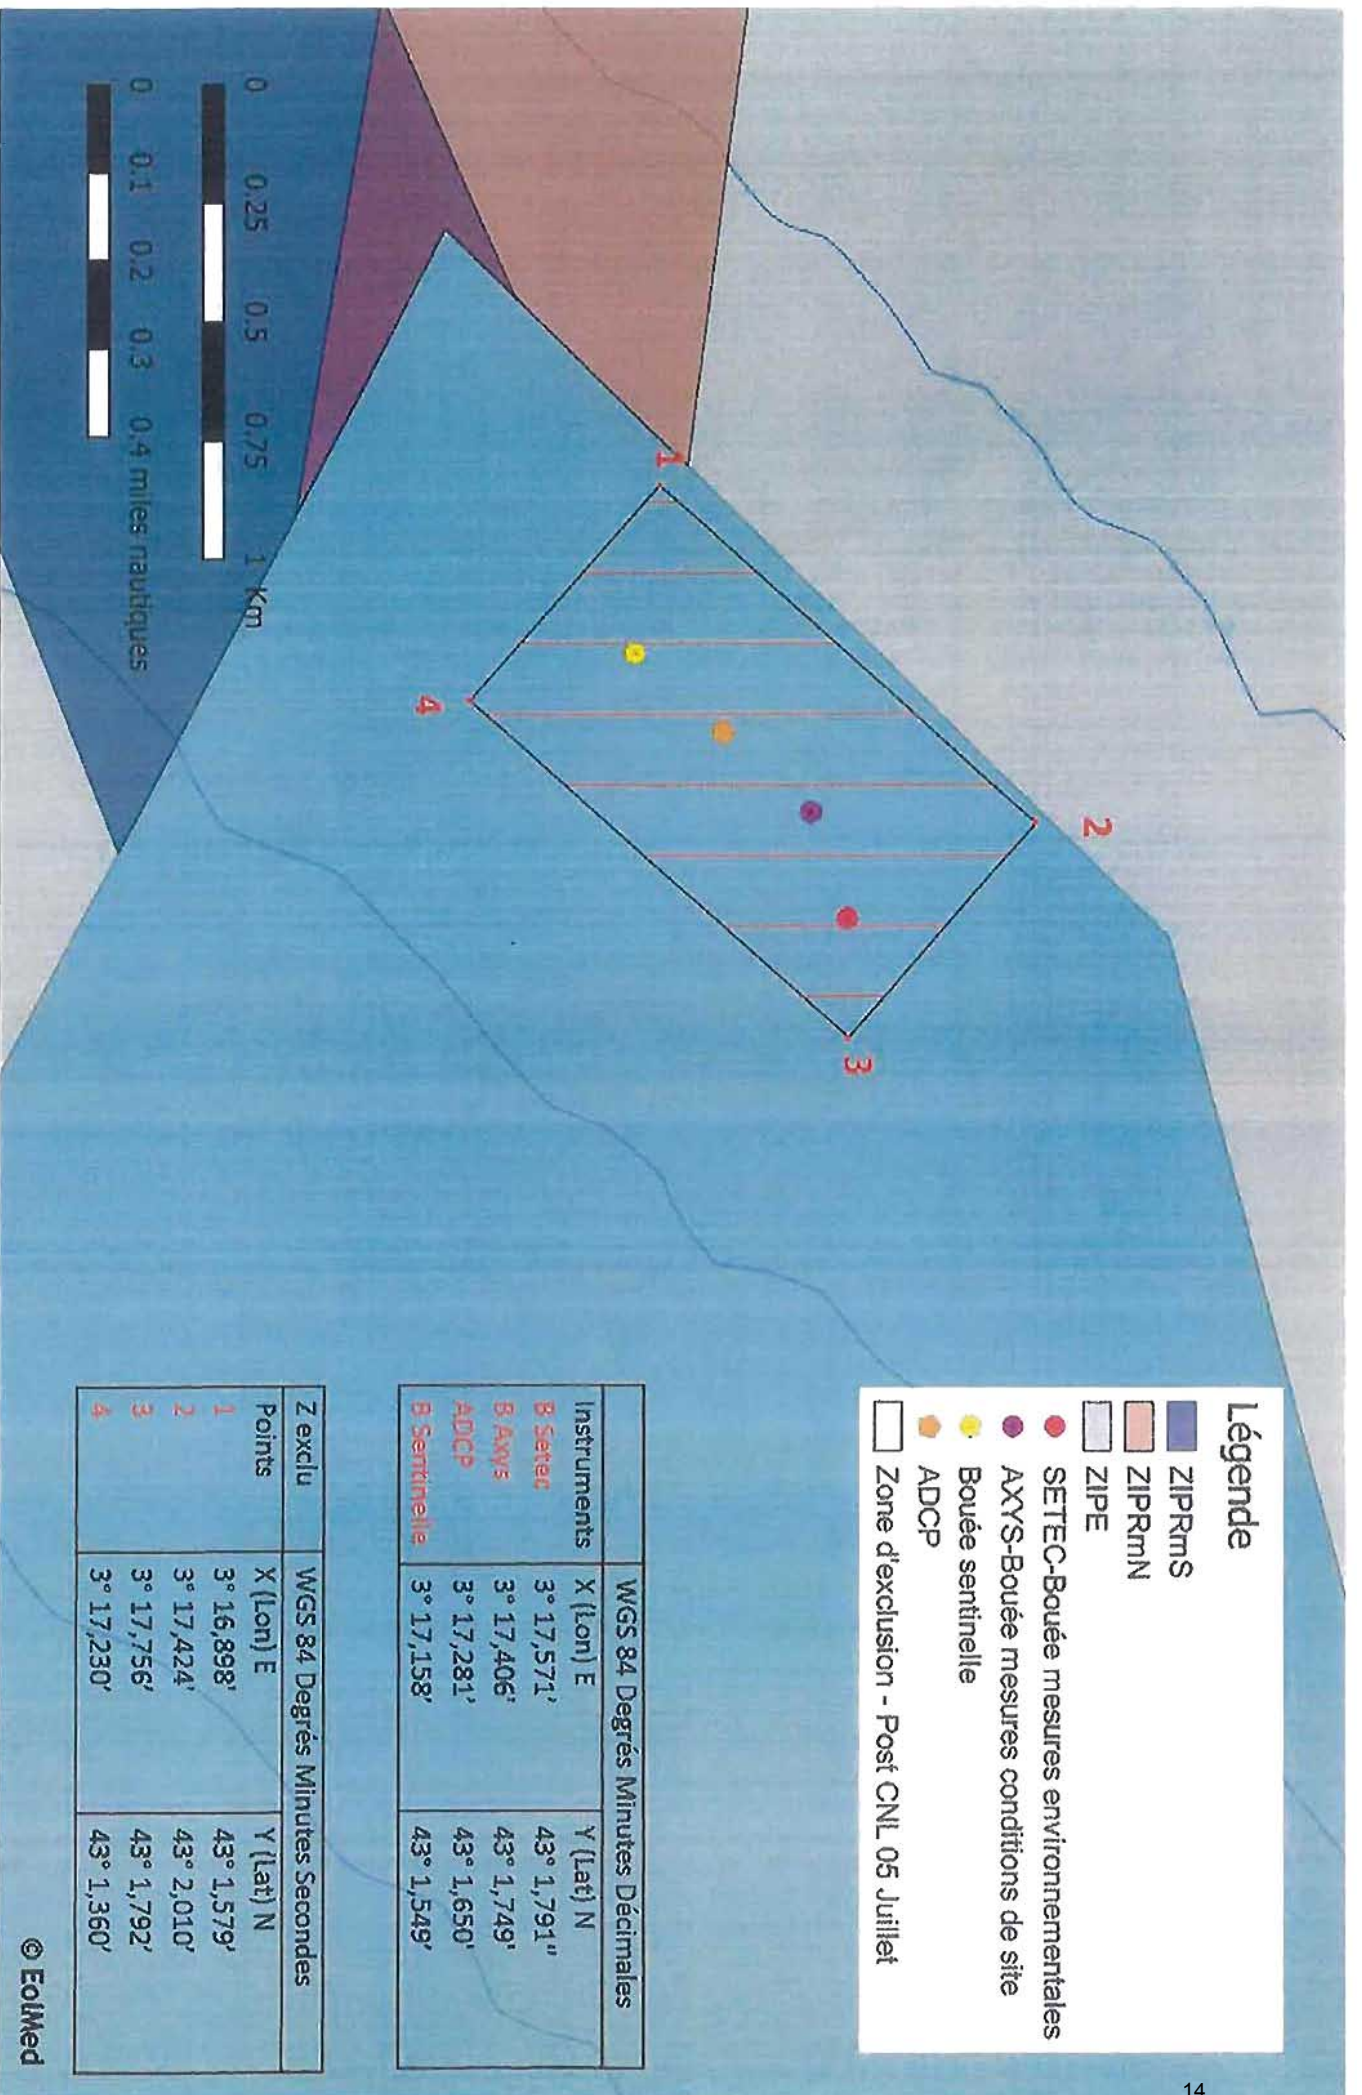 1
2
3
4
0 0,25 0,5 0,75 1 Km
0 0,1 0,2 0,3 0,4 miles nautiques
Légende
ZIPRmS
ZIPRmN
ZIPE
SETEC-Bouée mesures environnementales
AXYS-Bouée mesures conditions de site
Bouée sentinelle
ADCP
Zone d'exclusion - Post CNL 05 Juillet
WGS 84 Degrés Minutes Décimales
Instruments X (Lon) E Y (Lat) N
B Setec 3° 17,571' 43° 1,791"
B Axys 3° 17,406' 43° 1,749'
ADCP 3° 17,281' 43° 1,650'
B Sentinelle 3° 17,158' 43° 1,549'
Z exclu WGS 84 Degrés Minutes Secondes
Points X (Lon) E Y (Lat) N
1 3° 16,898' 43° 1,579'
2 3° 17,424' 43° 2,010'
3 3° 17,756' 43° 1,792'
4 3° 17,230' 43° 1,360'
© EolMed
14